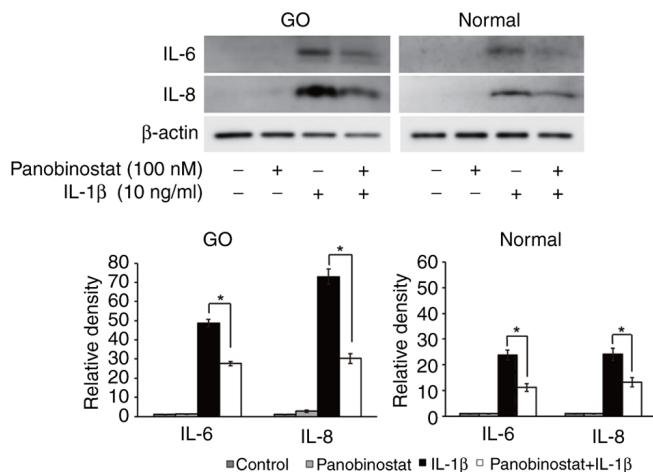 GO Normal
IL-6
IL-8
β-actin
Panobinostat (100 nM) – + – + – + – +
IL-1β (10 ng/ml) – – + + – – + +
GO
Relative density
80
70
60
50
40
30
20
10
0
* *
IL-6 IL-8
Normal
Relative density
60
50
40
30
20
10
0
* *
IL-6 IL-8
Control Panobinostat IL-1β Panobinostat+IL-1β